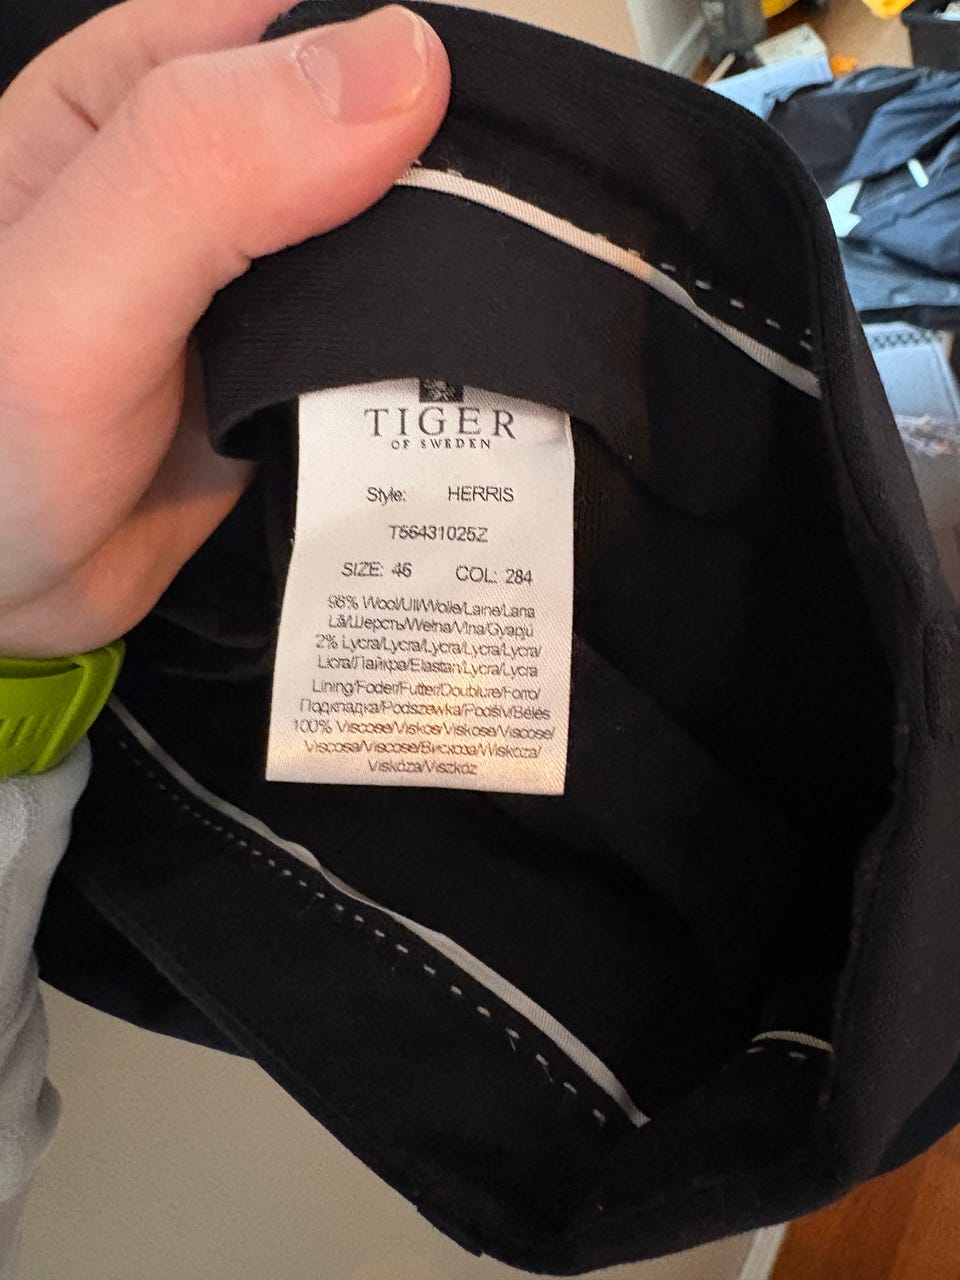 TIGER
OF SWEDEN
Style: HERRIS
T56431025Z
SIZE: 46 COL: 284
98% Wool/Ull/Wolle/Laine/Lana
Lã/Шерсть/Wełna/Vlna/Gyapjú
2% Lycra/Lycra/Lycra/Lycra/Lycra/
Licra/Лайкра/Elastan/Lycra/Lycra
Lining/Foder/Futter/Doublure/Forro/
Подкладка/Podszewka/Podšív/Bélés
100% Viscose/Viskos/Viskose/Viscose/
Viscosa/Viscose/Вискоза/Wiskoza/
Viskóza/Viszkóz